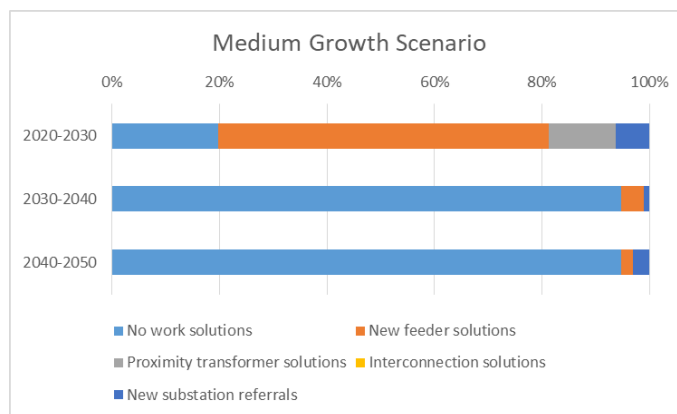 Medium Growth Scenario
0% 20% 40% 60% 80% 100%
2020-2030
2030-2040
2040-2050
No work solutions New feeder solutions
Proximity transformer solutions Interconnection solutions
New substation referrals